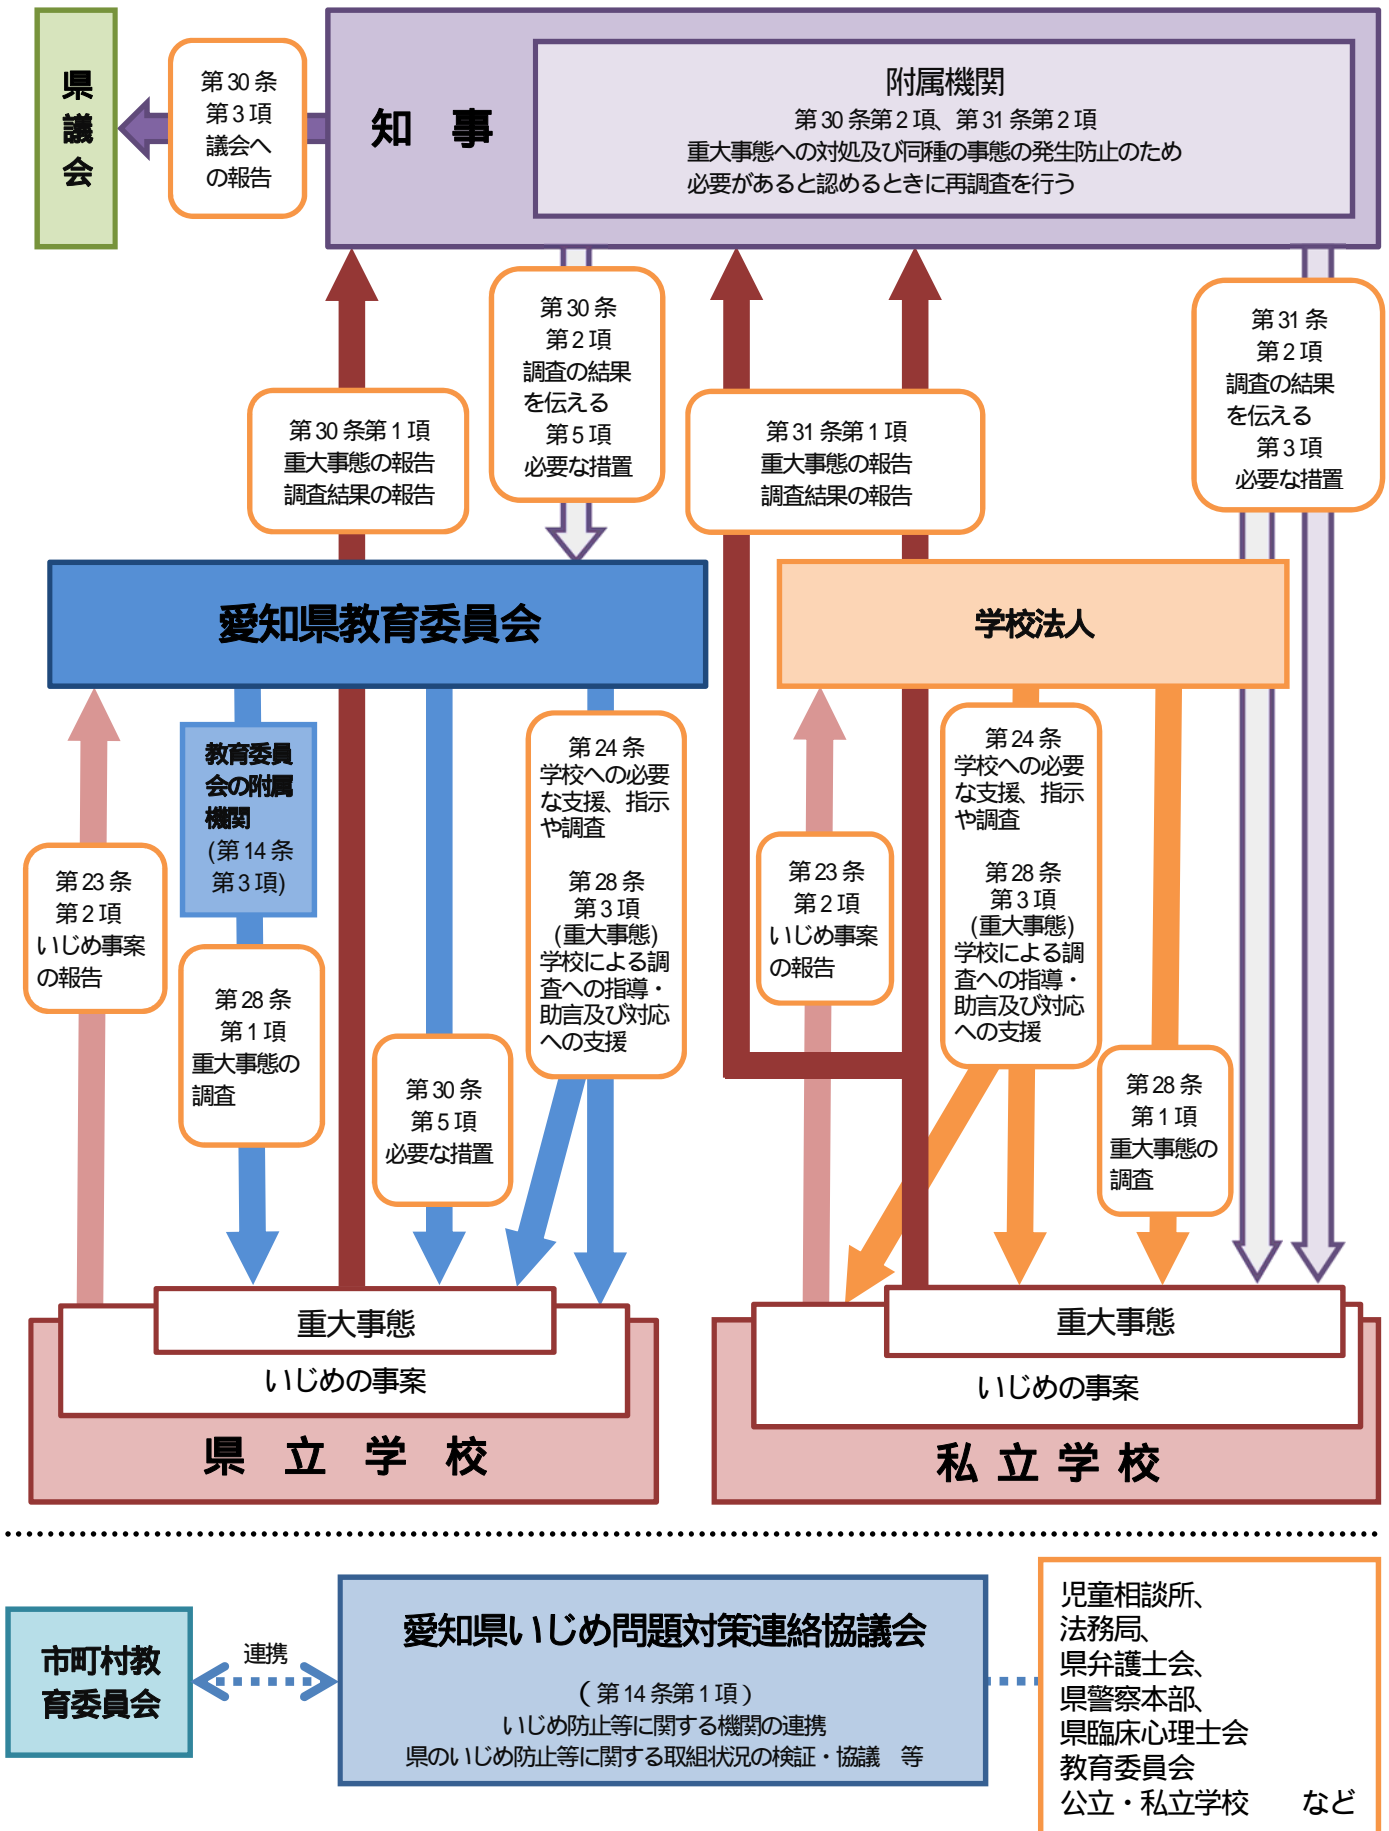 県
議
会
第30条
第3項
議会へ
の報告
知　事
附属機関
第30条第2項、第31条第2項
重大事態への対処及び同種の事態の発生防止のため
必要があると認めるときに再調査を行う
第30条第1項
重大事態の報告
調査結果の報告
第30条
第2項
調査の結果
を伝える
第5項
必要な措置
第31条第1項
重大事態の報告
調査結果の報告
第31条
第2項
調査の結果
を伝える
第3項
必要な措置
愛知県教育委員会
学校法人
第23条
第2項
いじめ事案
の報告
教育委員
会の附属
機関
(第14条
第3項)
第28条
第1項
重大事態の
調査
第30条
第5項
必要な措置
第24条
学校への必要
な支援、指示
や調査
第28条
第3項
(重大事態)
学校による調
査への指導・
助言及び対応
への支援
第23条
第2項
いじめ事案
の報告
第24条
学校への必要
な支援、指示
や調査
第28条
第3項
(重大事態)
学校による調
査への指導・
助言及び対応
への支援
第28条
第1項
重大事態の
調査
重大事態
いじめの事案
県　立　学　校
重大事態
いじめの事案
私 立 学 校
市町村教
育委員会
連携
愛知県いじめ問題対策連絡協議会
(第14条第1項)
いじめ防止等に関する機関の連携
県のいじめ防止等に関する取組状況の検証・協議　等
児童相談所、
法務局、
県弁護士会、
県警察本部、
県臨床心理士会
教育委員会
公立・私立学校　　など